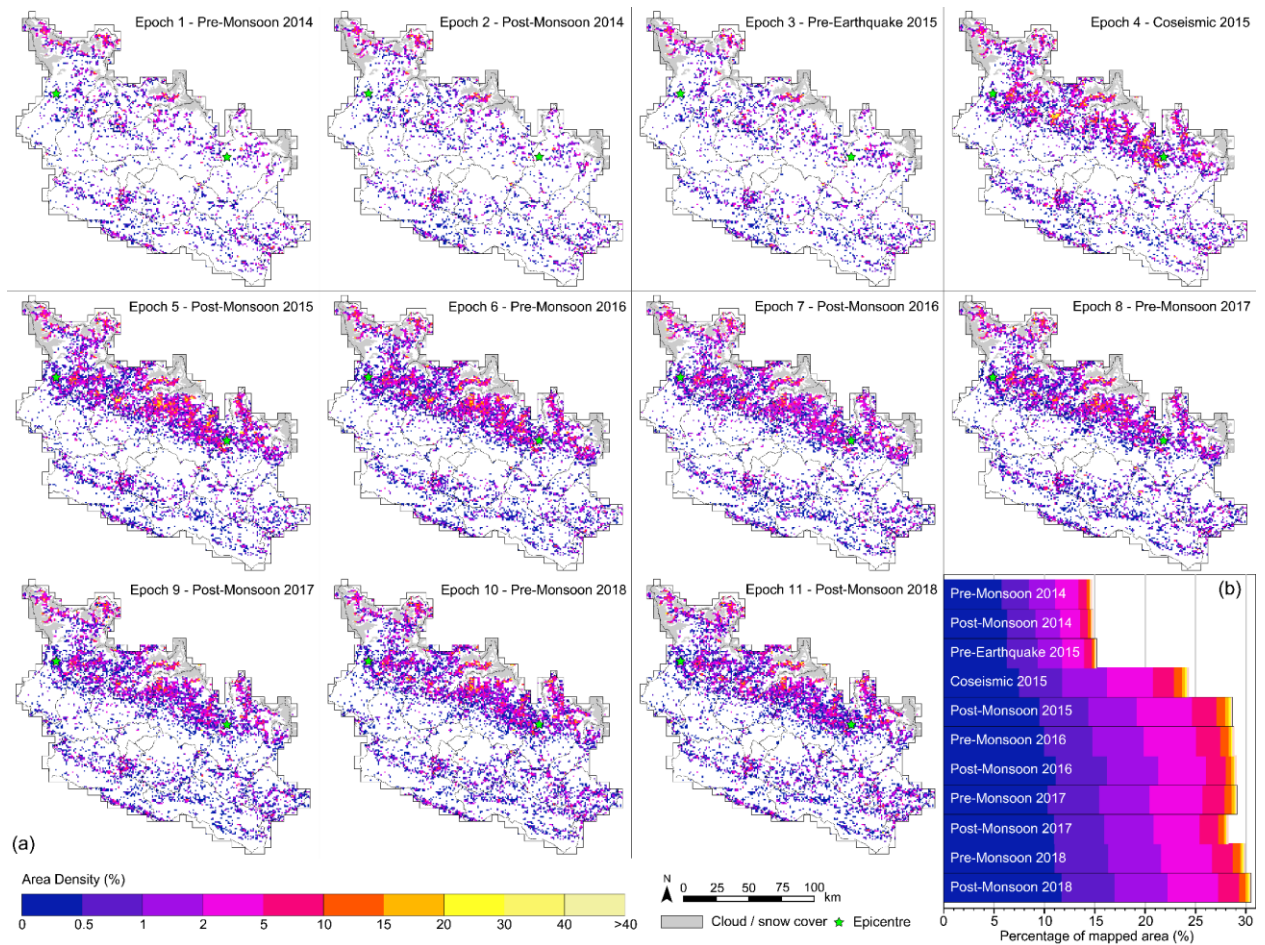 Epoch 1 - Pre-Monsoon 2014
Epoch 2 - Post-Monsoon 2014
Epoch 3 - Pre-Earthquake 2015
Epoch 4 - Coseismic 2015
Epoch 5 - Post-Monsoon 2015
Epoch 6 - Pre-Monsoon 2016
Epoch 7 - Post-Monsoon 2016
Epoch 8 - Pre-Monsoon 2017
Epoch 9 - Post-Monsoon 2017
Epoch 10 - Pre-Monsoon 2018
Epoch 11 - Post-Monsoon 2018
(a)
Area Density (%)
0 0.5 1 2 5 10 15 20 30 40 >40
N
0 25 50 75 100
km
Cloud / snow cover
Epicentre
(b)
Pre-Monsoon 2014
Post-Monsoon 2014
Pre-Earthquake 2015
Coseismic 2015
Post-Monsoon 2015
Pre-Monsoon 2016
Post-Monsoon 2016
Pre-Monsoon 2017
Post-Monsoon 2017
Pre-Monsoon 2018
Post-Monsoon 2018
0 5 10 15 20 25 30
Percentage of mapped area (%)